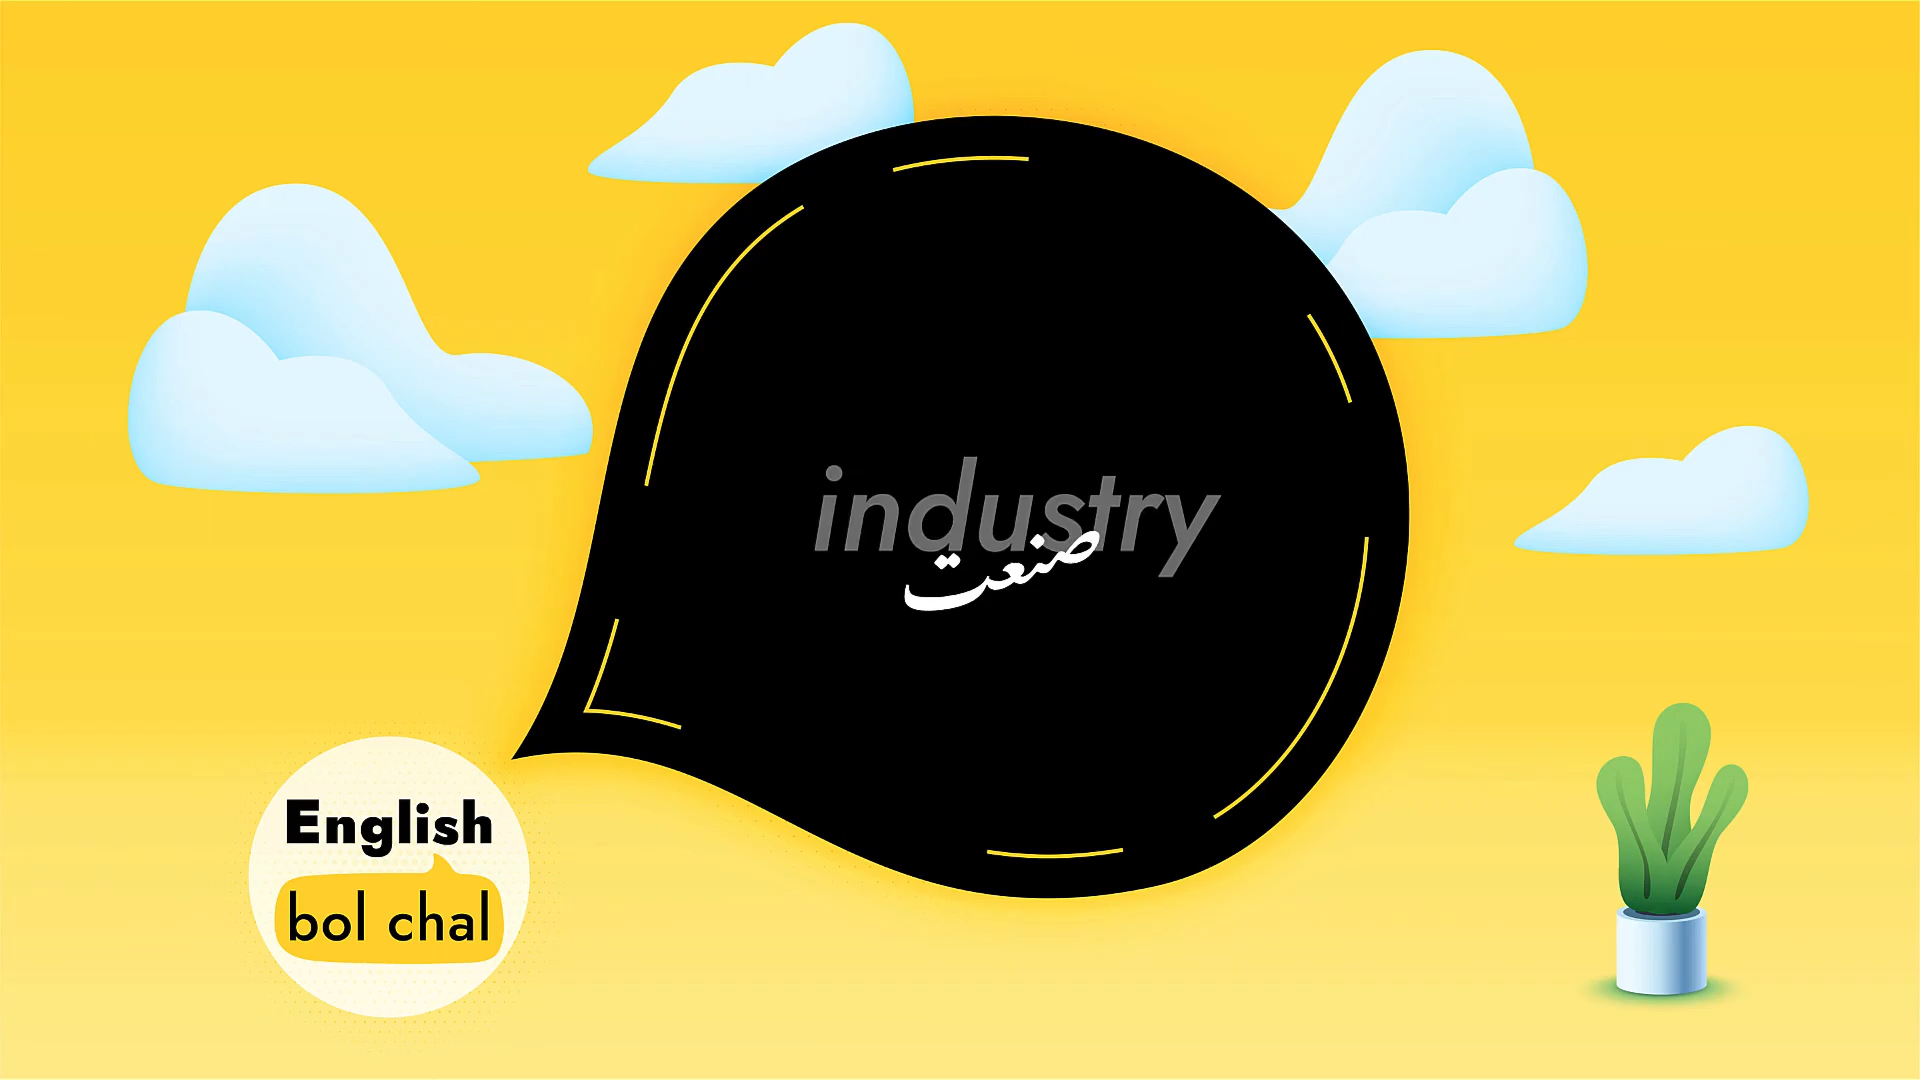 industry
صنعت
English
bol chal